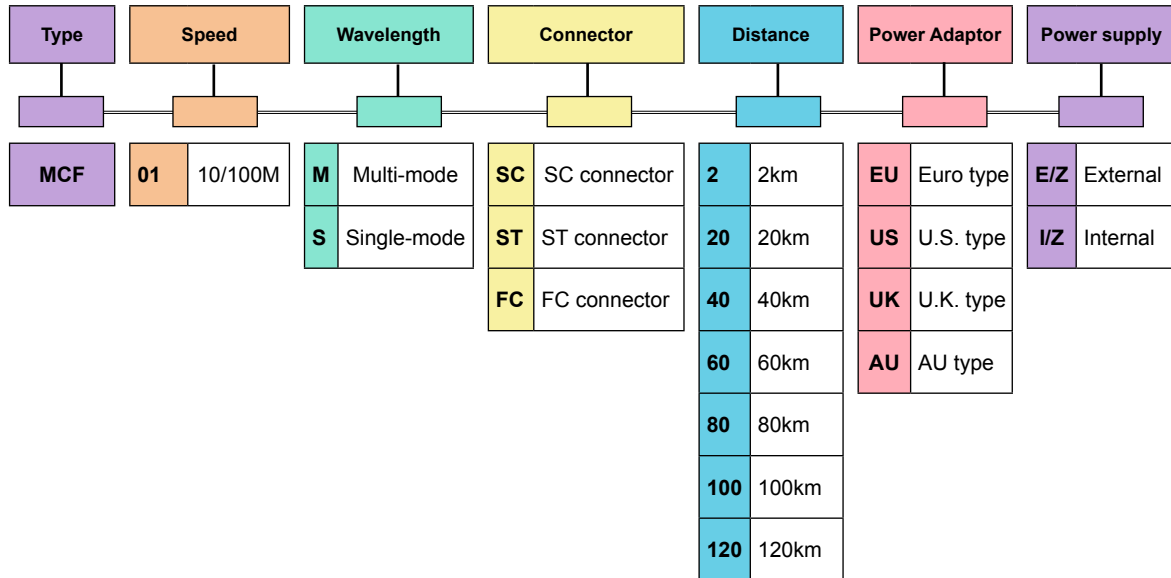 Type Speed Wavelength Connector Distance Power Adaptor Power supply
MCF 01 10/100M M Multi-mode SC SC connector 2 2km EU Euro type E/Z External
S Single-mode ST ST connector 20 20km US U.S. type I/Z Internal
FC FC connector 40 40km UK U.K. type
60 60km AU AU type
80 80km
100 100km
120 120km